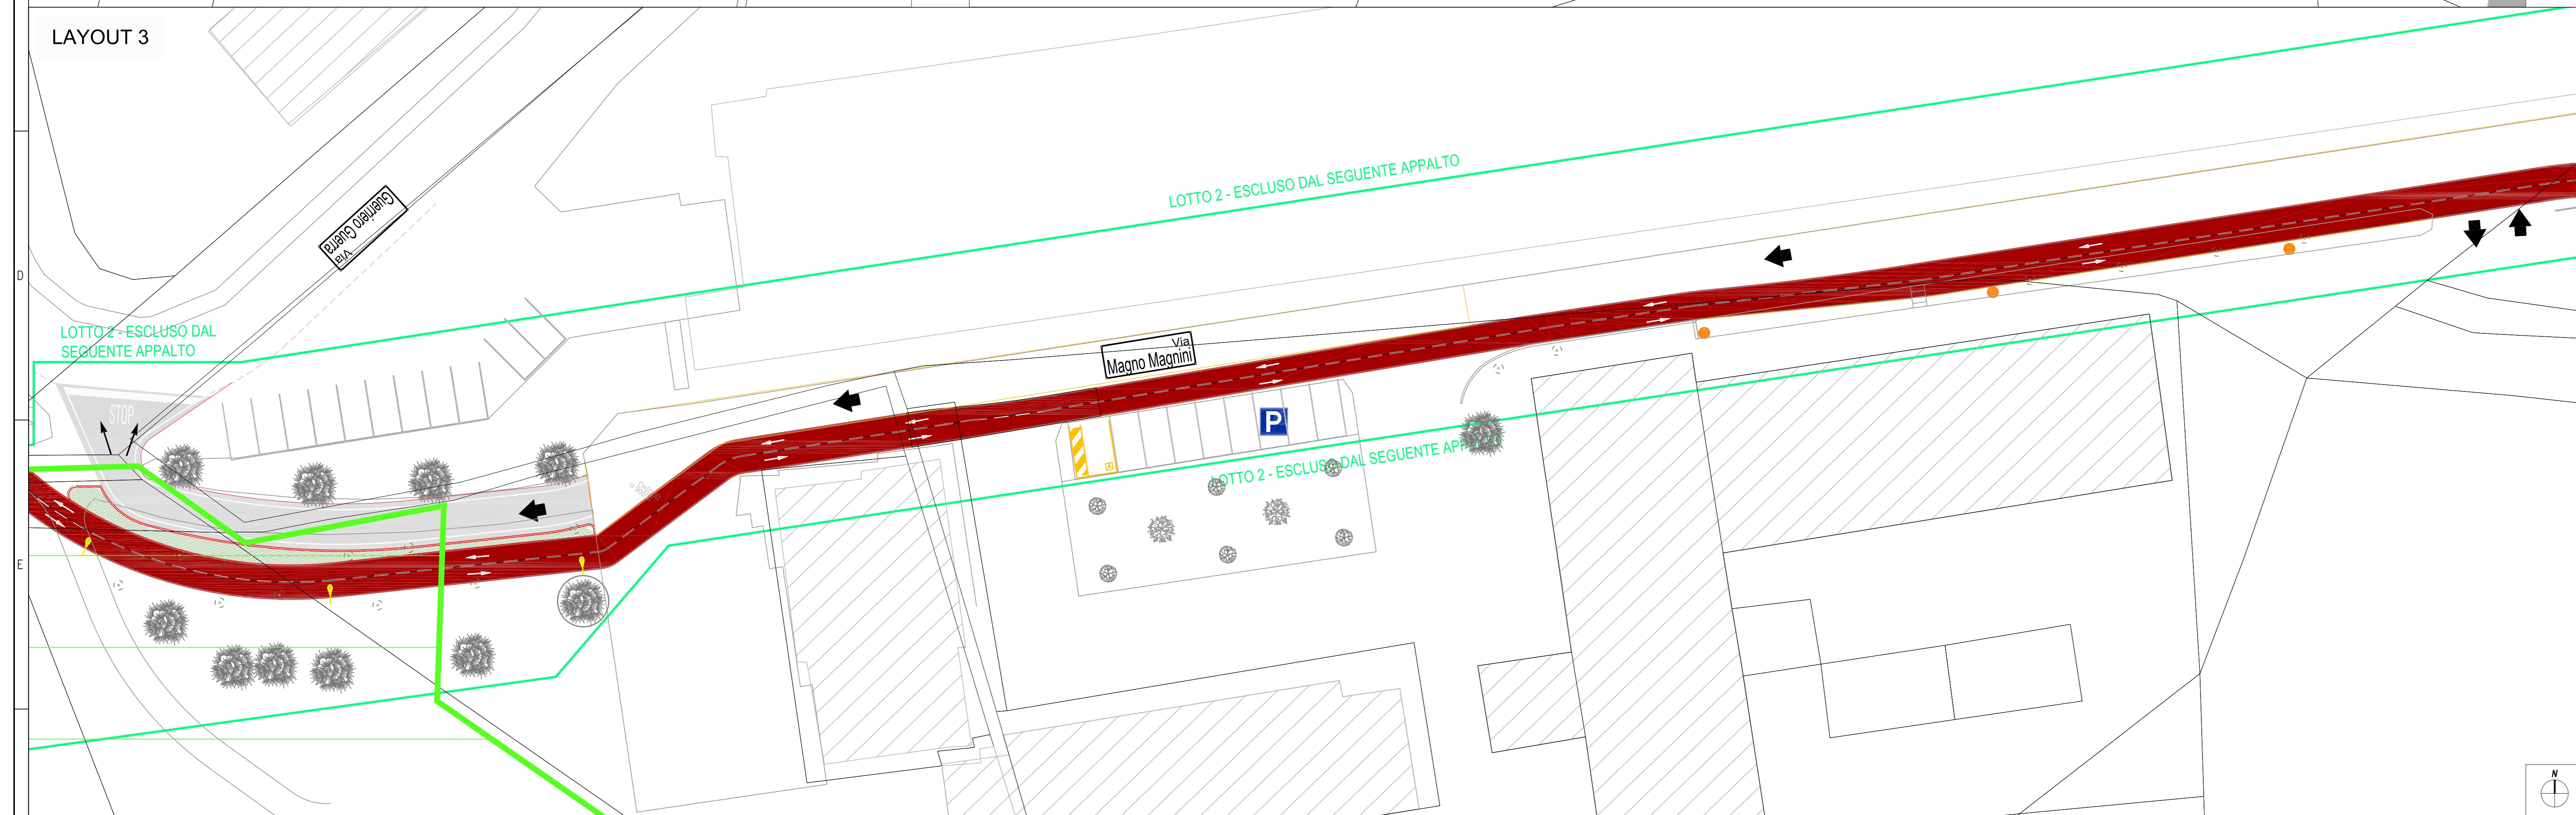 LAYOUT 3
LOTTO 2 - ESCLUSO DAL SEGUENTE APPALTO
Via
Guerriero Guerra
D
LOTTO 2 - ESCLUSO DAL
SEGUENTE APPALTO
Via
Magno Magnini
STOP
P
LOTTO 2 - ESCLUSO DAL SEGUENTE APPALTO
E
N